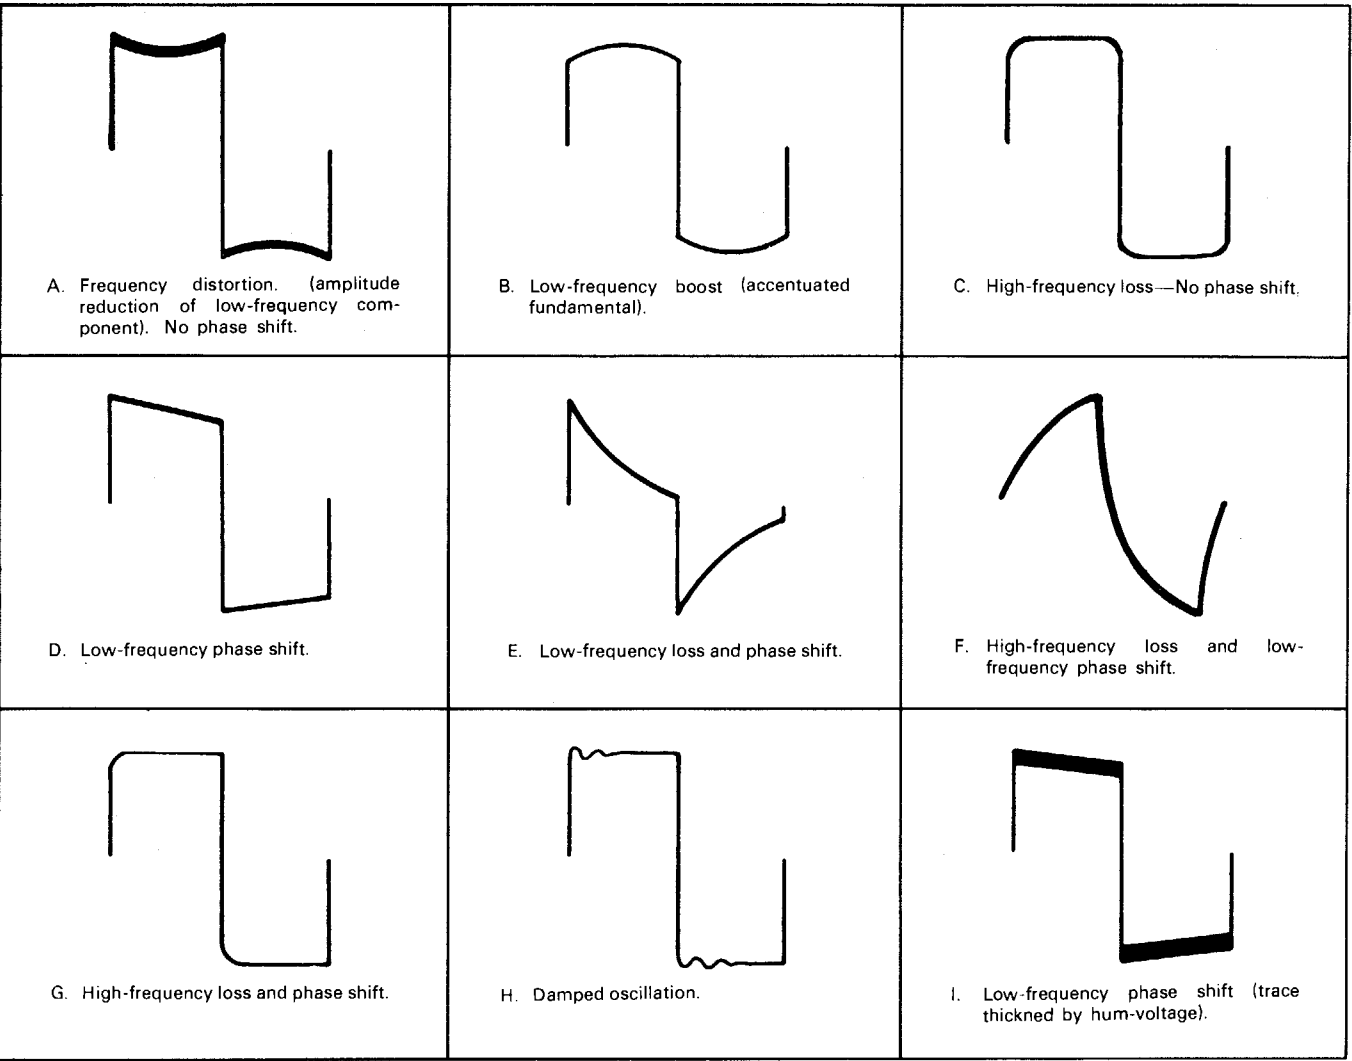 A. Frequency distortion. (amplitude
reduction of low-frequency com-
ponent). No phase shift.
B. Low-frequency boost (accentuated
fundamental).
C. High-frequency loss—No phase shift.
D. Low-frequency phase shift.
E. Low-frequency loss and phase shift.
F. High-frequency loss and low-
frequency phase shift.
G. High-frequency loss and phase shift.
H. Damped oscillation.
I. Low-frequency phase shift (trace
thickned by hum-voltage).